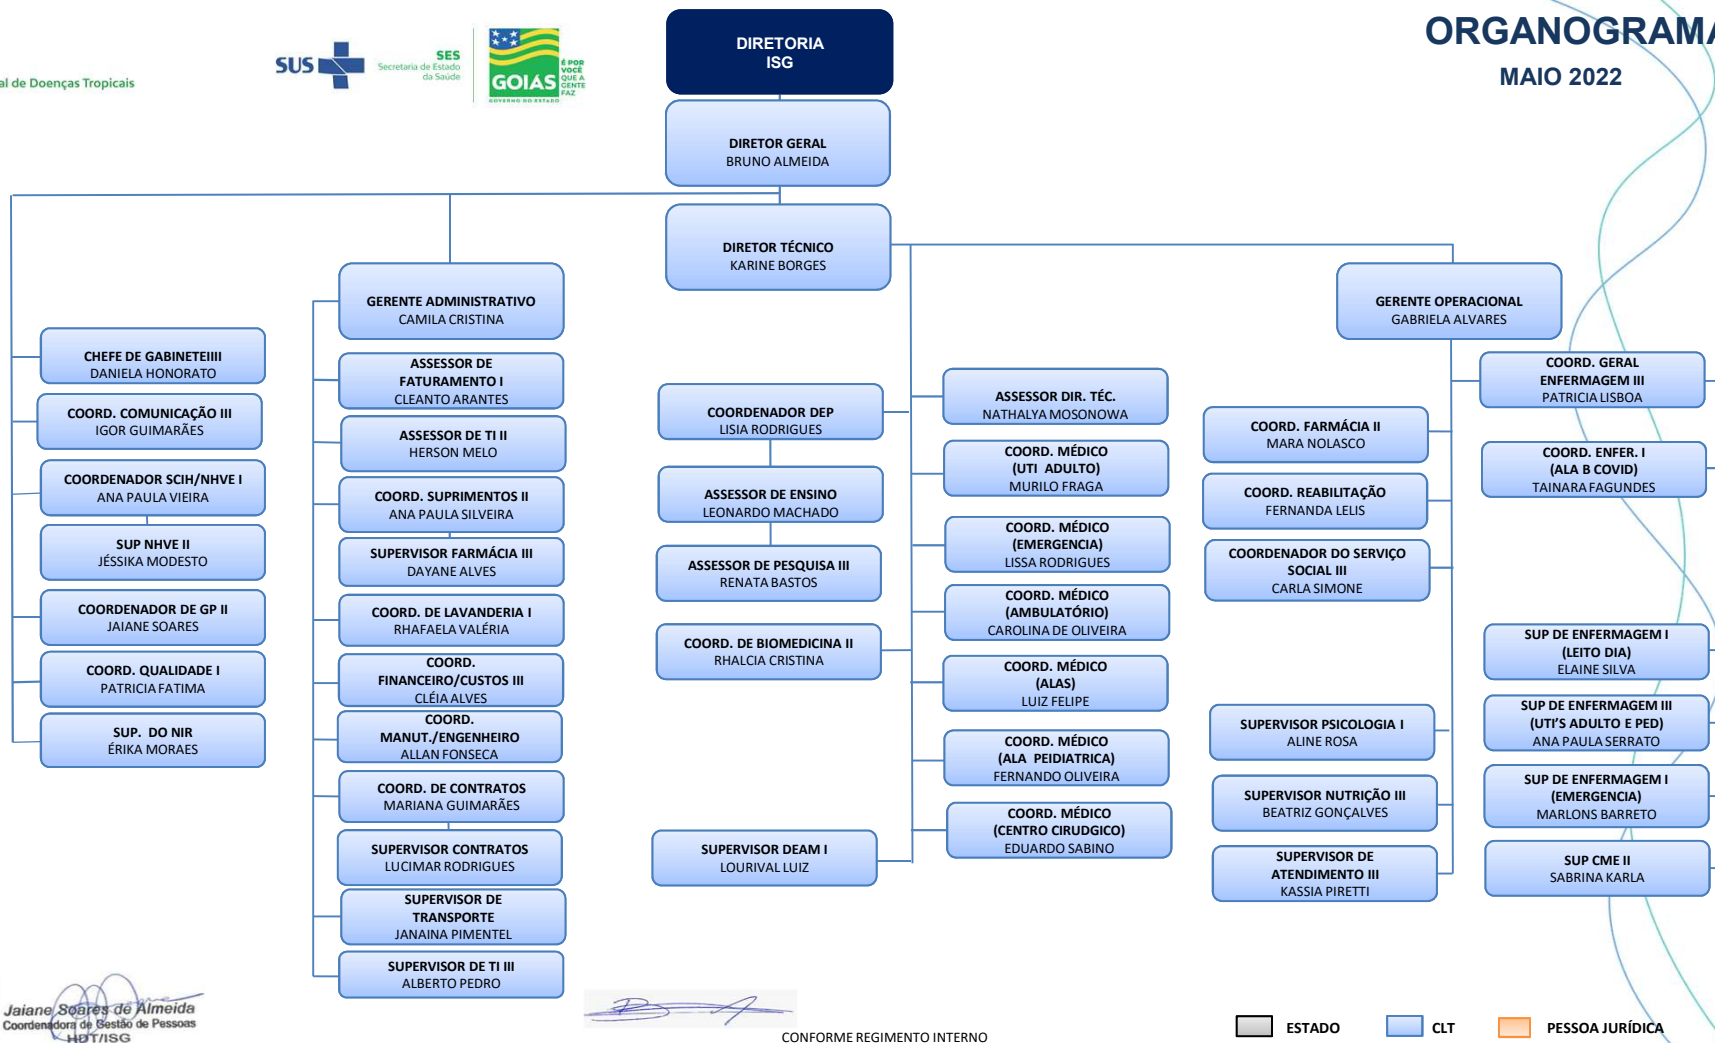 al de Doenças Tropicais
SUS
SES
Secretaria de Estado
da Saúde
GOIÁS
GOVERNO DO ESTADO
É POR
VOCÊ
QUE A
GENTE
FAZ
ORGANOGRAMA
MAIO 2022
DIRETORIA
ISG
DIRETOR GERAL
BRUNO ALMEIDA
DIRETOR TÉCNICO
KARINE BORGES
CHEFE DE GABINETEIIII
DANIELA HONORATO
COORD. COMUNICAÇÃO III
IGOR GUIMARÃES
COORDENADOR SCIH/NHVE I
ANA PAULA VIEIRA
SUP NHVE II
JÉSSIKA MODESTO
COORDENADOR DE GP II
JAIANE SOARES
COORD. QUALIDADE I
PATRICIA FATIMA
SUP. DO NIR
ÉRIKA MORAES
GERENTE ADMINISTRATIVO
CAMILA CRISTINA
ASSESSOR DE
FATURAMENTO I
CLEANTO ARANTES
ASSESSOR DE TI II
HERSON MELO
COORD. SUPRIMENTOS II
ANA PAULA SILVEIRA
SUPERVISOR FARMÁCIA III
DAYANE ALVES
COORD. DE LAVANDERIA I
RHAFAELA VALÉRIA
COORD.
FINANCEIRO/CUSTOS III
CLÉIA ALVES
COORD.
MANUT./ENGENHEIRO
ALLAN FONSECA
COORD. DE CONTRATOS
MARIANA GUIMARÃES
SUPERVISOR CONTRATOS
LUCIMAR RODRIGUES
SUPERVISOR DE
TRANSPORTE
JANAINA PIMENTEL
SUPERVISOR DE TI III
ALBERTO PEDRO
COORDENADOR DEP
LISIA RODRIGUES
ASSESSOR DE ENSINO
LEONARDO MACHADO
ASSESSOR DE PESQUISA III
RENATA BASTOS
COORD. DE BIOMEDICINA II
RHALCIA CRISTINA
SUPERVISOR DEAM I
LOURIVAL LUIZ
ASSESSOR DIR. TÉC.
NATHALYA MOSONOWA
COORD. MÉDICO
(UTI ADULTO)
MURILO FRAGA
COORD. MÉDICO
(EMERGENCIA)
LISSA RODRIGUES
COORD. MÉDICO
(AMBULATÓRIO)
CAROLINA DE OLIVEIRA
COORD. MÉDICO
(ALAS)
LUIZ FELIPE
COORD. MÉDICO
(ALA PEIDIATRICA)
FERNANDO OLIVEIRA
COORD. MÉDICO
(CENTRO CIRUDGICO)
EDUARDO SABINO
GERENTE OPERACIONAL
GABRIELA ALVARES
COORD. FARMÁCIA II
MARA NOLASCO
COORD. REABILITAÇÃO
FERNANDA LELIS
COORDENADOR DO SERVIÇO
SOCIAL III
CARLA SIMONE
SUPERVISOR PSICOLOGIA I
ALINE ROSA
SUPERVISOR NUTRIÇÃO III
BEATRIZ GONÇALVES
SUPERVISOR DE
ATENDIMENTO III
KASSIA PIRETTI
COORD. GERAL
ENFERMAGEM III
PATRICIA LISBOA
COORD. ENFER. I
(ALA B COVID)
TAINARA FAGUNDES
SUP DE ENFERMAGEM I
(LEITO DIA)
ELAINE SILVA
SUP DE ENFERMAGEM III
(UTI'S ADULTO E PED)
ANA PAULA SERRATO
SUP DE ENFERMAGEM I
(EMERGENCIA)
MARLONS BARRETO
SUP CME II
SABRINA KARLA
Jaiane Soares de Almeida
Coordenadora de Gestão de Pessoas
HDT/ISG
CONFORME REGIMENTO INTERNO
ESTADO
CLT
PESSOA JURÍDICA